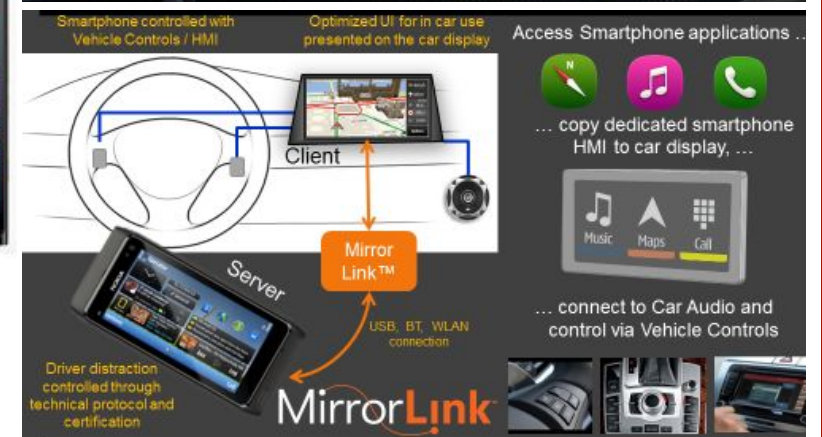 Smartphone controlled with
Vehicle Controls / HMI
Optimized UI for in car use
presented on the car display
Client
Server
NOKIA
Mirror
Link™
USB, BT, WLAN
connection
Driver distraction
controlled through
technical protocol and
certification
MirrorLink
Access Smartphone applications ...
N
... copy dedicated smartphone
HMI to car display, ...
Music Maps Call
... connect to Car Audio and
control via Vehicle Controls